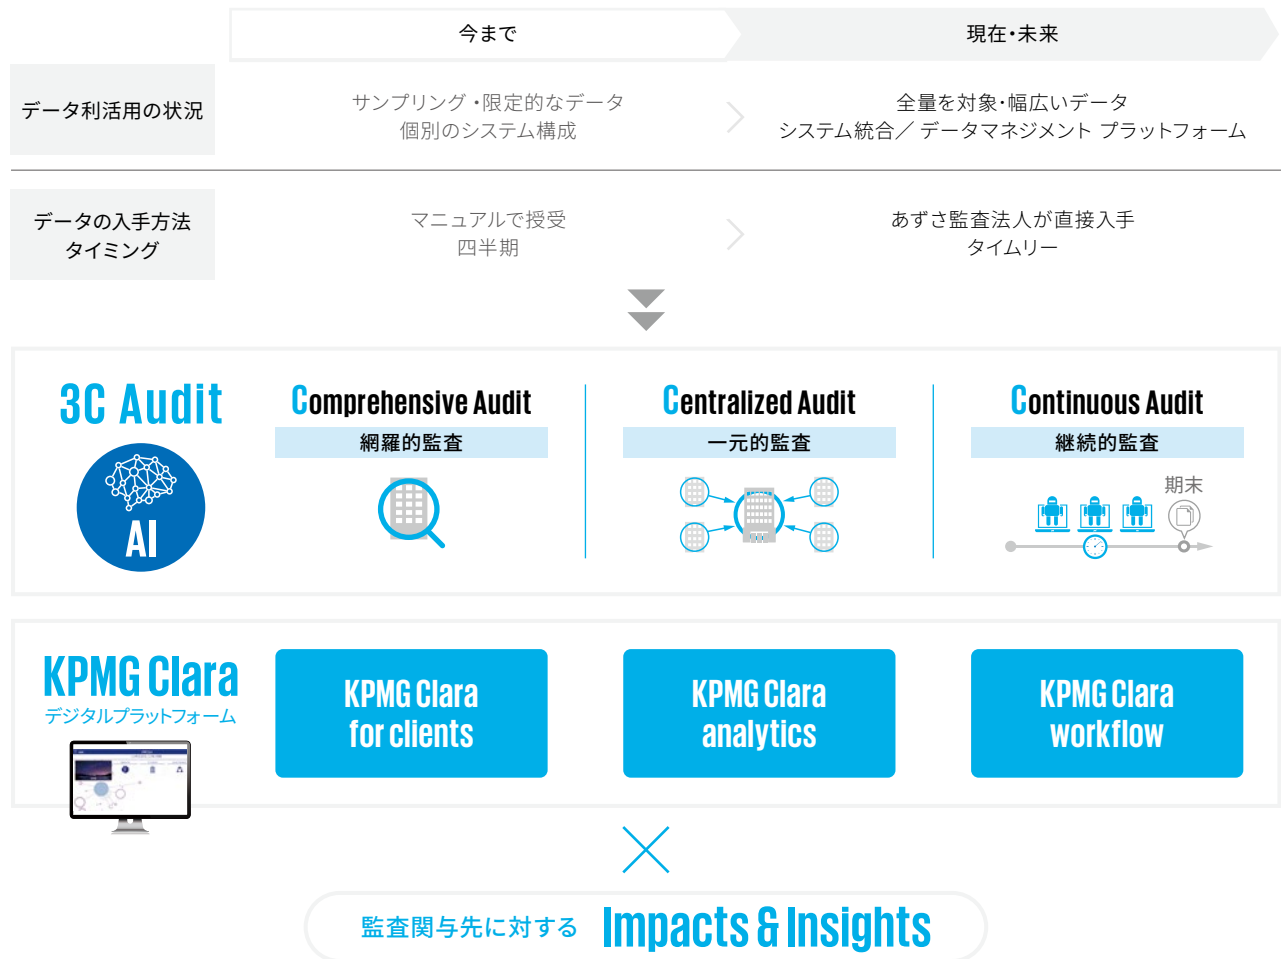 今まで
現在・未来
データ利活用の状況
サンプリング・限定的なデータ
個別のシステム構成
全量を対象・幅広いデータ
システム統合／データマネジメント プラットフォーム
データの入手方法
タイミング
マニュアルで授受
四半期
あずさ監査法人が直接入手
タイムリー
3C Audit
AI
Comprehensive Audit
網羅的監査
Centralized Audit
一元的監査
Continuous Audit
継続的監査
期末
KPMG Clara
デジタルプラットフォーム
KPMG Clara
for clients
KPMG Clara
analytics
KPMG Clara
workflow
監査関与先に対する Impacts & Insights